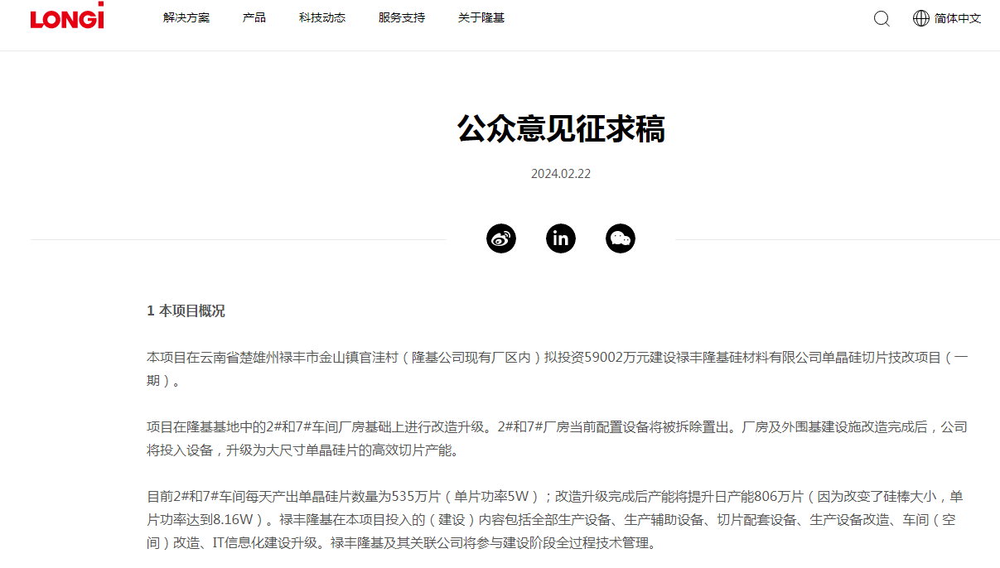 LONGi 解决方案 产品 科技动态 服务支持 关于隆基 简体中文
公众意见征求稿
2024.02.22
in
1 本项目概况
本项目在云南省楚雄州禄丰市金山镇官洼村（隆基公司现有厂区内）拟投资59002万元建设禄丰隆基硅材料有限公司单晶硅切片技改项目（一
期）。
项目在隆基基地中的2#和7#车间厂房基础上进行改造升级。2#和7#厂房当前配置设备将被拆除置出。厂房及外围基建设施改造完成后，公司
将投入设备，升级为大尺寸单晶硅片的高效切片产能。
目前2#和7#车间每天产出单晶硅片数量为535万片（单片功率5W）；改造升级完成后产能将提升日产能806万片（因为改变了硅棒大小，单
片功率达到8.16W）。禄丰隆基在本项目投入的（建设）内容包括全部生产设备、生产辅助设备、切片配套设备、生产设备改造、车间（空
间）改造、IT信息化建设升级。禄丰隆基及其关联公司将参与建设阶段全过程技术管理。